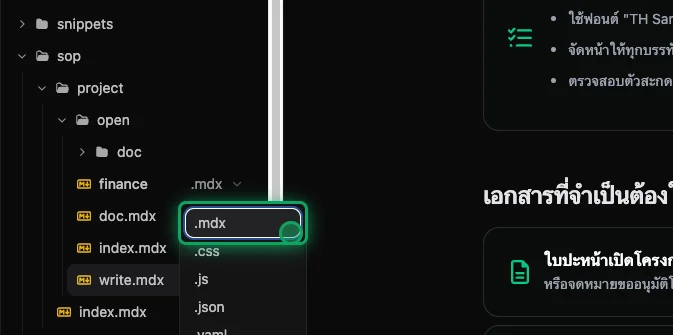 snippets
sop
project
open
doc
finance .mdx
doc.mdx
index.mdx
write.mdx
index.mdx
.mdx
.css
.js
.json
.yaml
ใช้ฟอนต์ "TH Sar
จัดหน้าให้ทุกบรรทั
ตรวจสอบตัวสะกด
เอกสารที่จำเป็นต้อง
ใบปะหน้าเปิดโครงก
หรือจดหมายขออนุมัติ